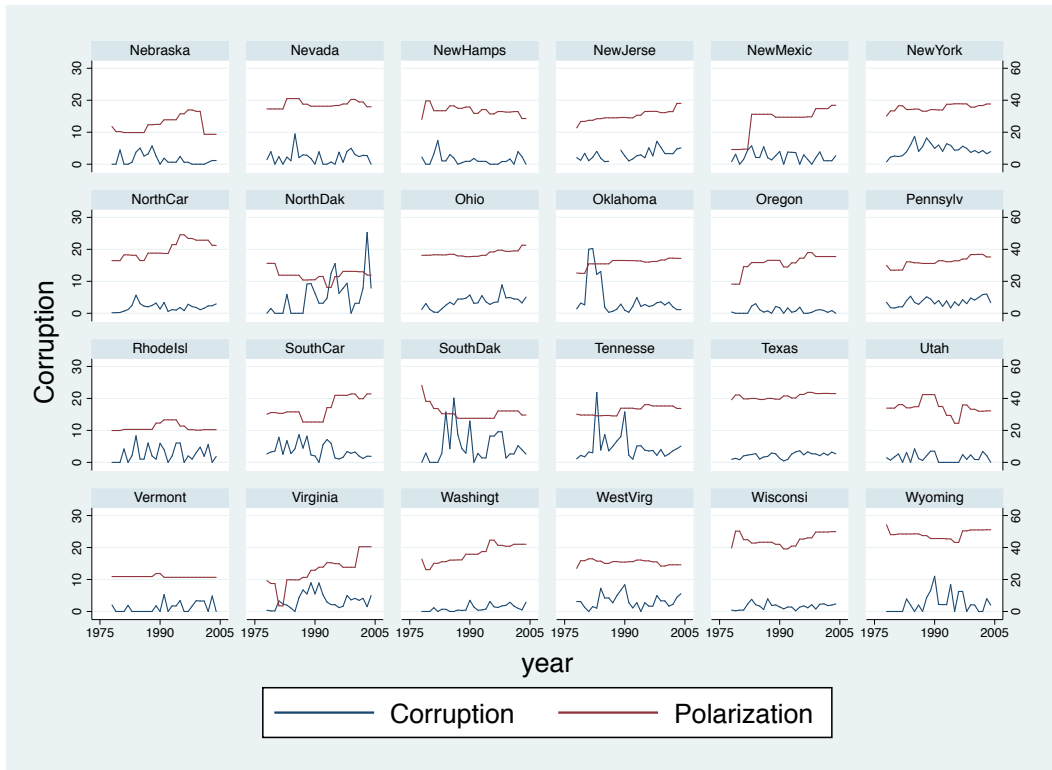 Nebraska Nevada NewHamps NewJerse NewMexic NewYork
30 60
20 40
10 20
0 0
NorthCar NorthDak Ohio Oklahoma Oregon Pennsylv
30 60
20 40
10 20
0 0
RhodeIsl SouthCar SouthDak Tennesse Texas Utah
30 60
20 40
10 20
0 0
Vermont Virginia Washingt WestVirg Wisconsi Wyoming
30 60
20 40
10 20
0 0
1975 1990 2005 1975 1990 2005 1975 1990 2005 1975 1990 2005 1975 1990 2005 1975 1990 2005
Corruption
year
Corruption Polarization